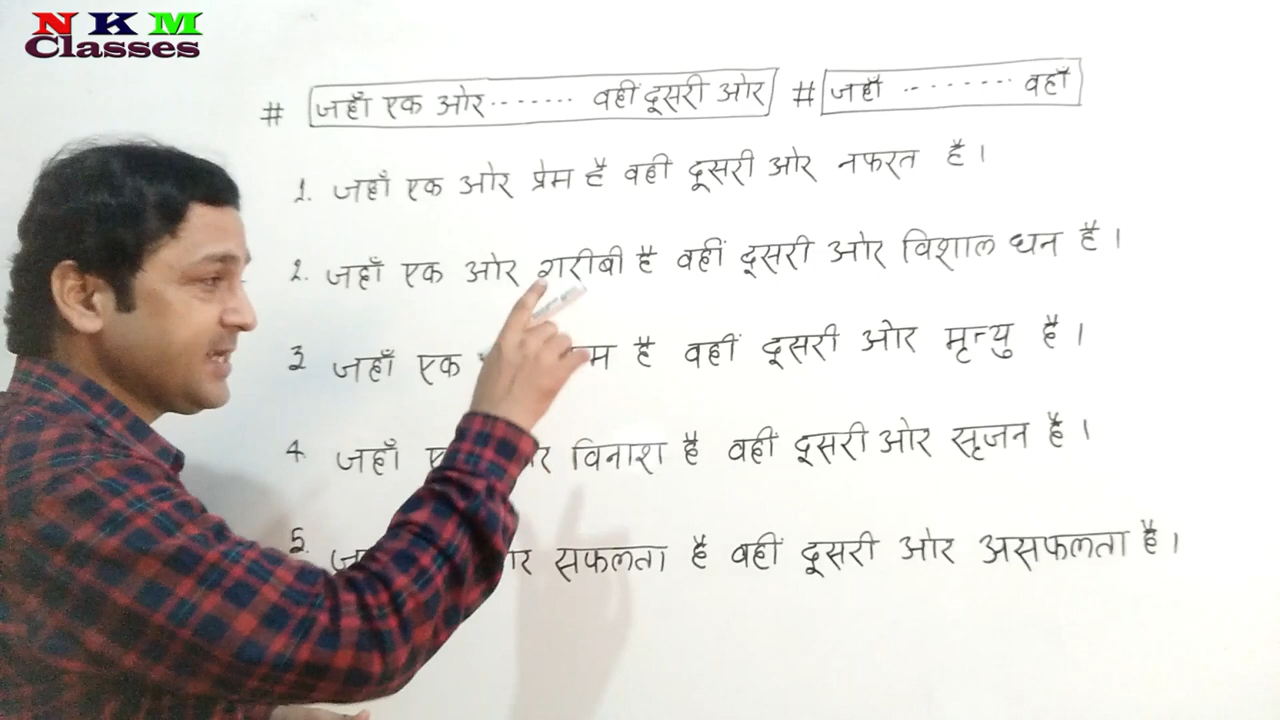 NKM
Classes
# जहाँ एक ओर ....... वहीं दूसरी ओर # जहाँ ........ वहाँ
1. जहाँ एक ओर प्रेम है वहीं दूसरी ओर नफरत है।
2. जहाँ एक ओर गरीबी है वहीं दूसरी ओर विशाल धन है।
3 जहाँ एक है वहीं दूसरी ओर मृत्यु है।
4. जहाँ विनाश है वहीं दूसरी ओर सृजन है।
5. सफलता है वहीं दूसरी ओर असफलता है।